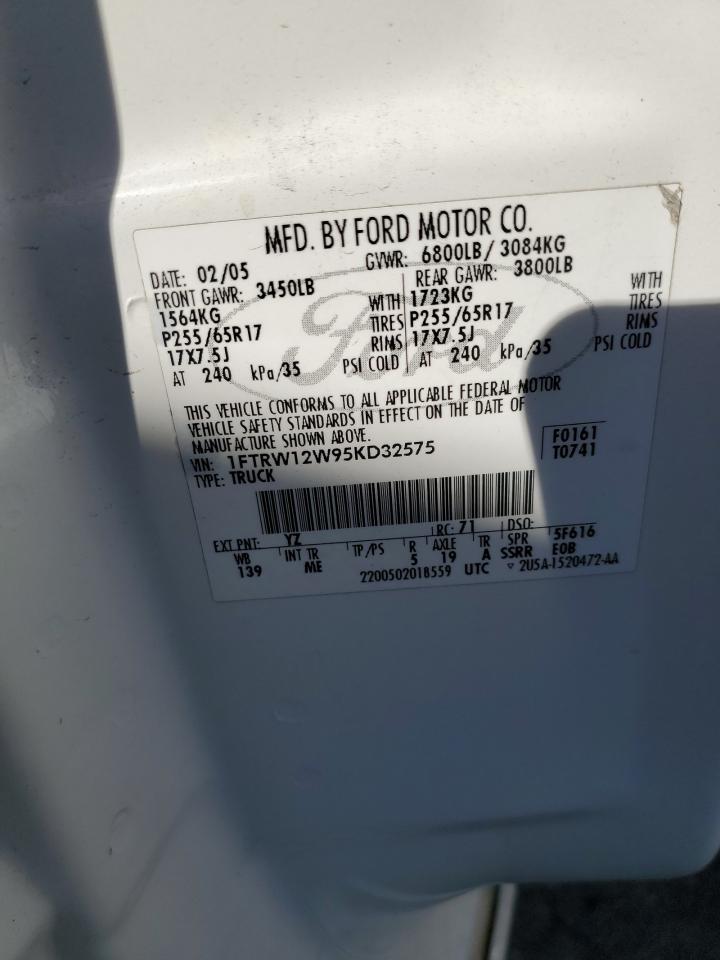 MFD. BY FORD MOTOR CO.
DATE: 02/05 GVWR: 6800LB/ 3084KG
FRONT GAWR: 3450LB REAR GAWR: 3800LB
1564KG WITH 1723KG WITH
P255/65R17 TIRES P255/65R17 TIRES
17X7.5J RIMS 17X7.5J RIMS
AT 240 kPa/35 PSI COLD AT 240 kPa/35 PSI COLD
Ford
THIS VEHICLE CONFORMS TO ALL APPLICABLE FEDERAL MOTOR
VEHICLE SAFETY STANDARDS IN EFFECT ON THE DATE OF
MANUFACTURE SHOWN ABOVE.
VIN: 1FTRW12W95KD32575 F0161
TYPE: TRUCK T0741
EXT PNT: YZ RC: 71 DSO:
WB INT TR TP/PS R AXLE TR SPR 5F616
139 ME 5 19 A SSRR EOB
2200502018559 UTC ▿ 2U5A-1520472-AA